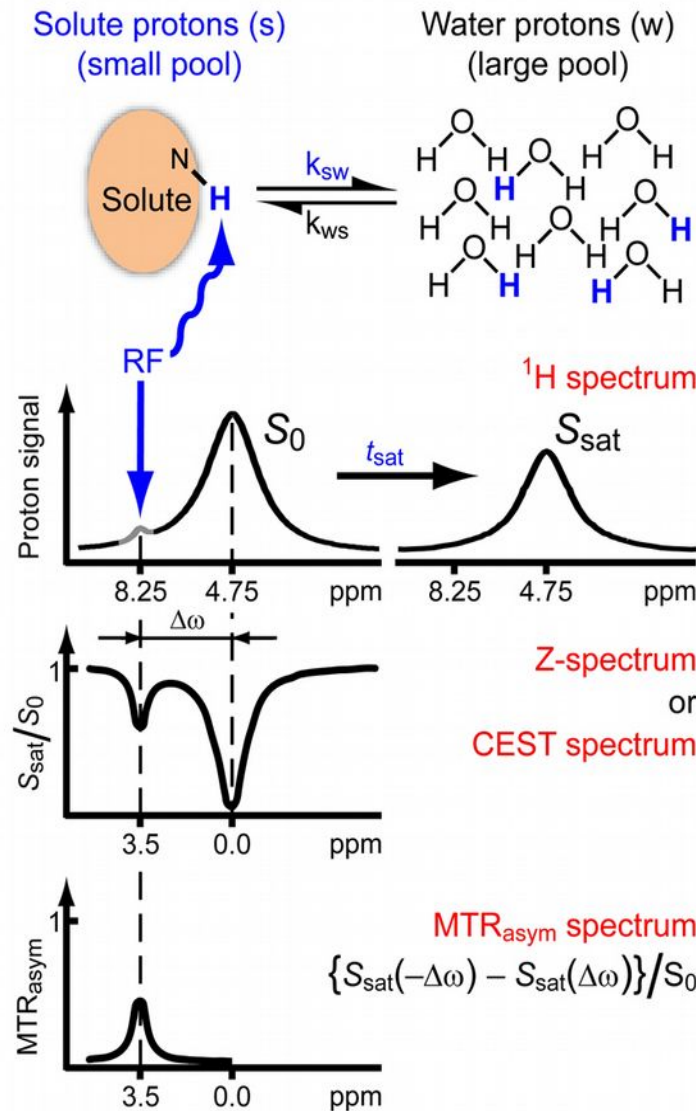 Solute protons (s)
(small pool)
Water protons (w)
(large pool)
N
H
Solute
k_sw
k_ws
O
H H
O
H H
O
H H
O
H H
O
H H
O
H H
O
H H
O
H H
RF
¹H spectrum
Proton signal
S₀
t_sat
S_sat
8.25 4.75 ppm
8.25 4.75 ppm
Δω
1
S_sat/S₀
Z-spectrum
or
CEST spectrum
3.5 0.0 ppm
1
MTR_asym
MTR_asym spectrum
{S_sat(-Δω) – S_sat(Δω)}/S₀
3.5 0.0 ppm